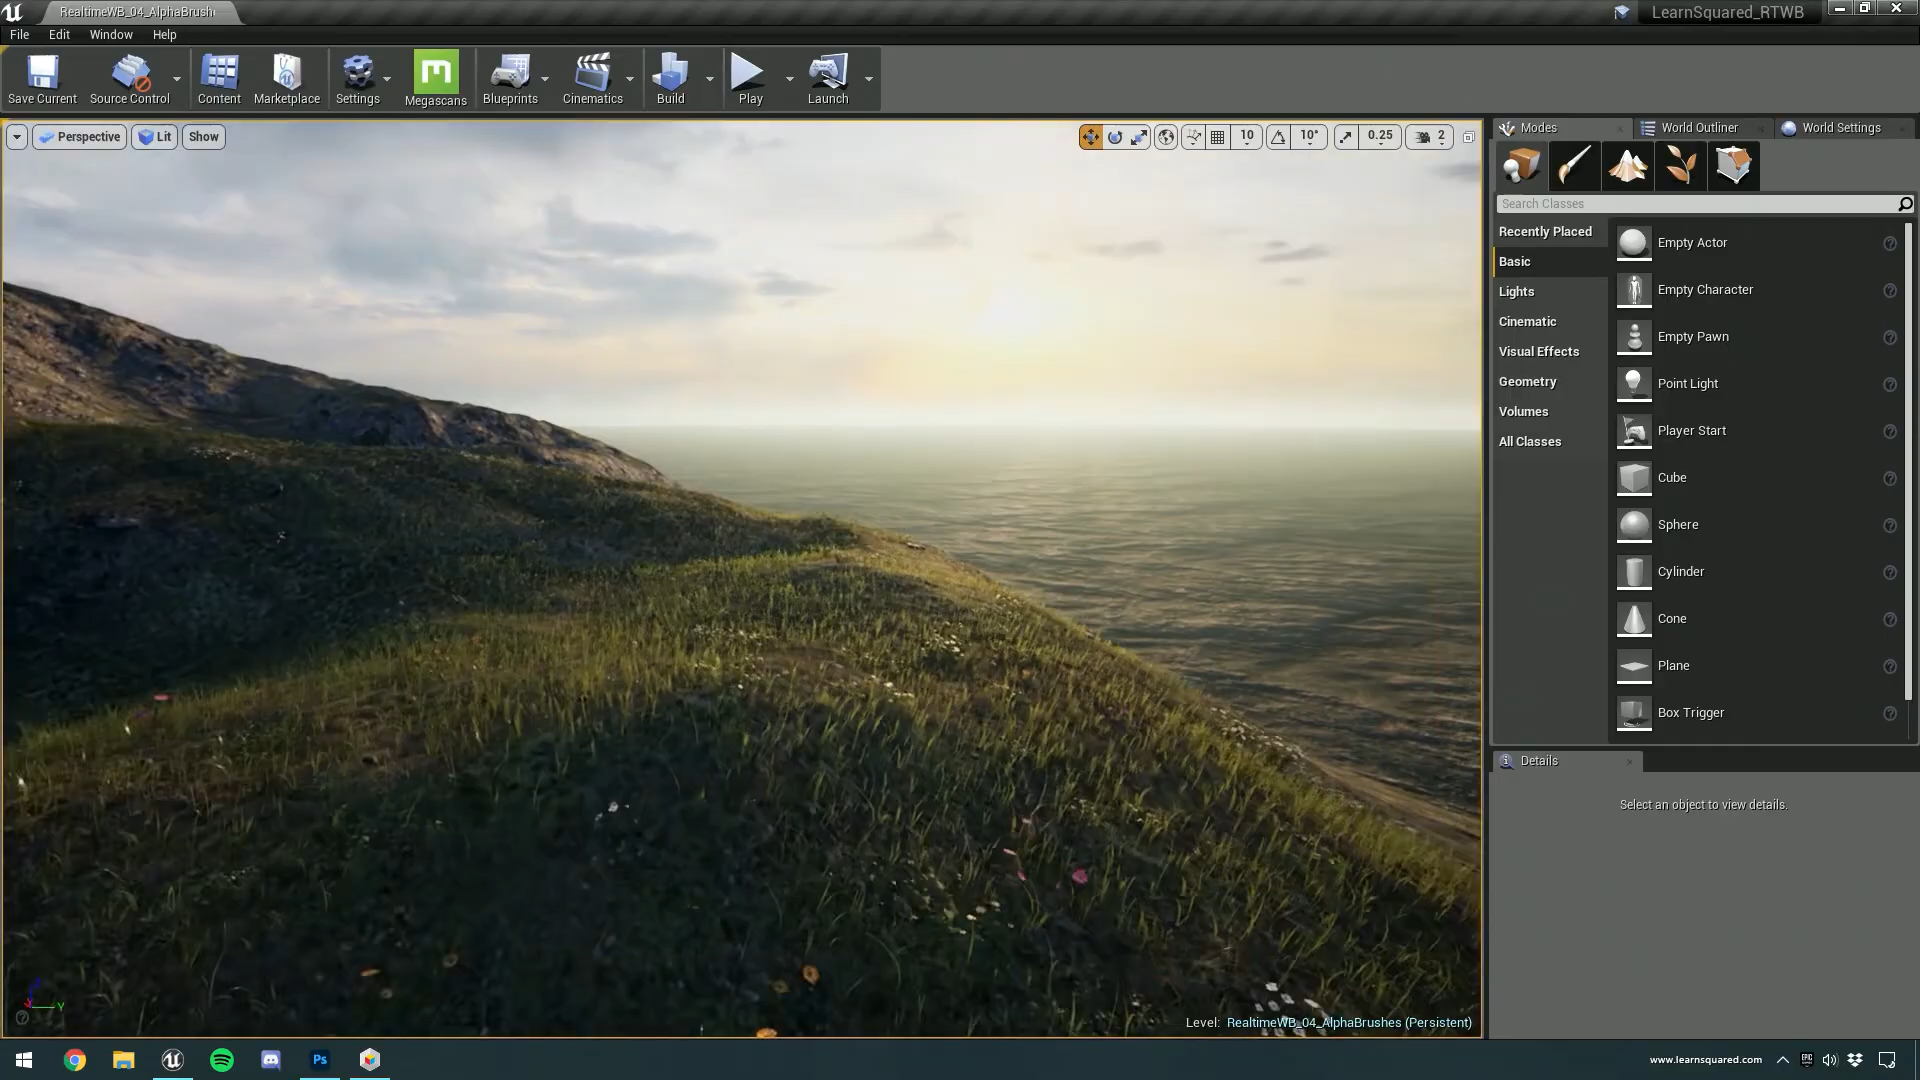 RealtimeWB_04_AlphaBrush
LearnSquared_RTWB
File Edit Window Help
Save Current Source Control Content Marketplace Settings Megascans Blueprints Cinematics Build Play Launch
Perspective Lit Show
10 10° 0.25 2
Modes World Outliner World Settings
Search Classes
Recently Placed
Basic
Lights
Cinematic
Visual Effects
Geometry
Volumes
All Classes
Empty Actor
Empty Character
Empty Pawn
Point Light
Player Start
Cube
Sphere
Cylinder
Cone
Plane
Box Trigger
Details
Select an object to view details.
Y
Level: RealtimeWB_04_AlphaBrushes (Persistent)
Ps
www.learnsquared.com